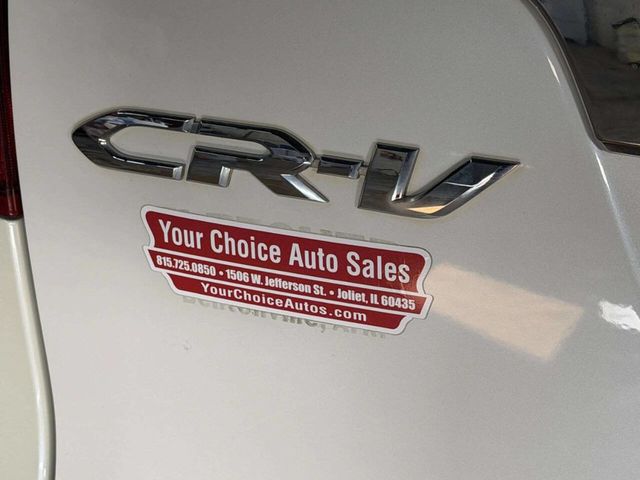 CR-V
Your Choice Auto Sales
815.725.0850 • 1506 W. Jefferson St. • Joliet, IL 60435
YourChoiceAutos.com